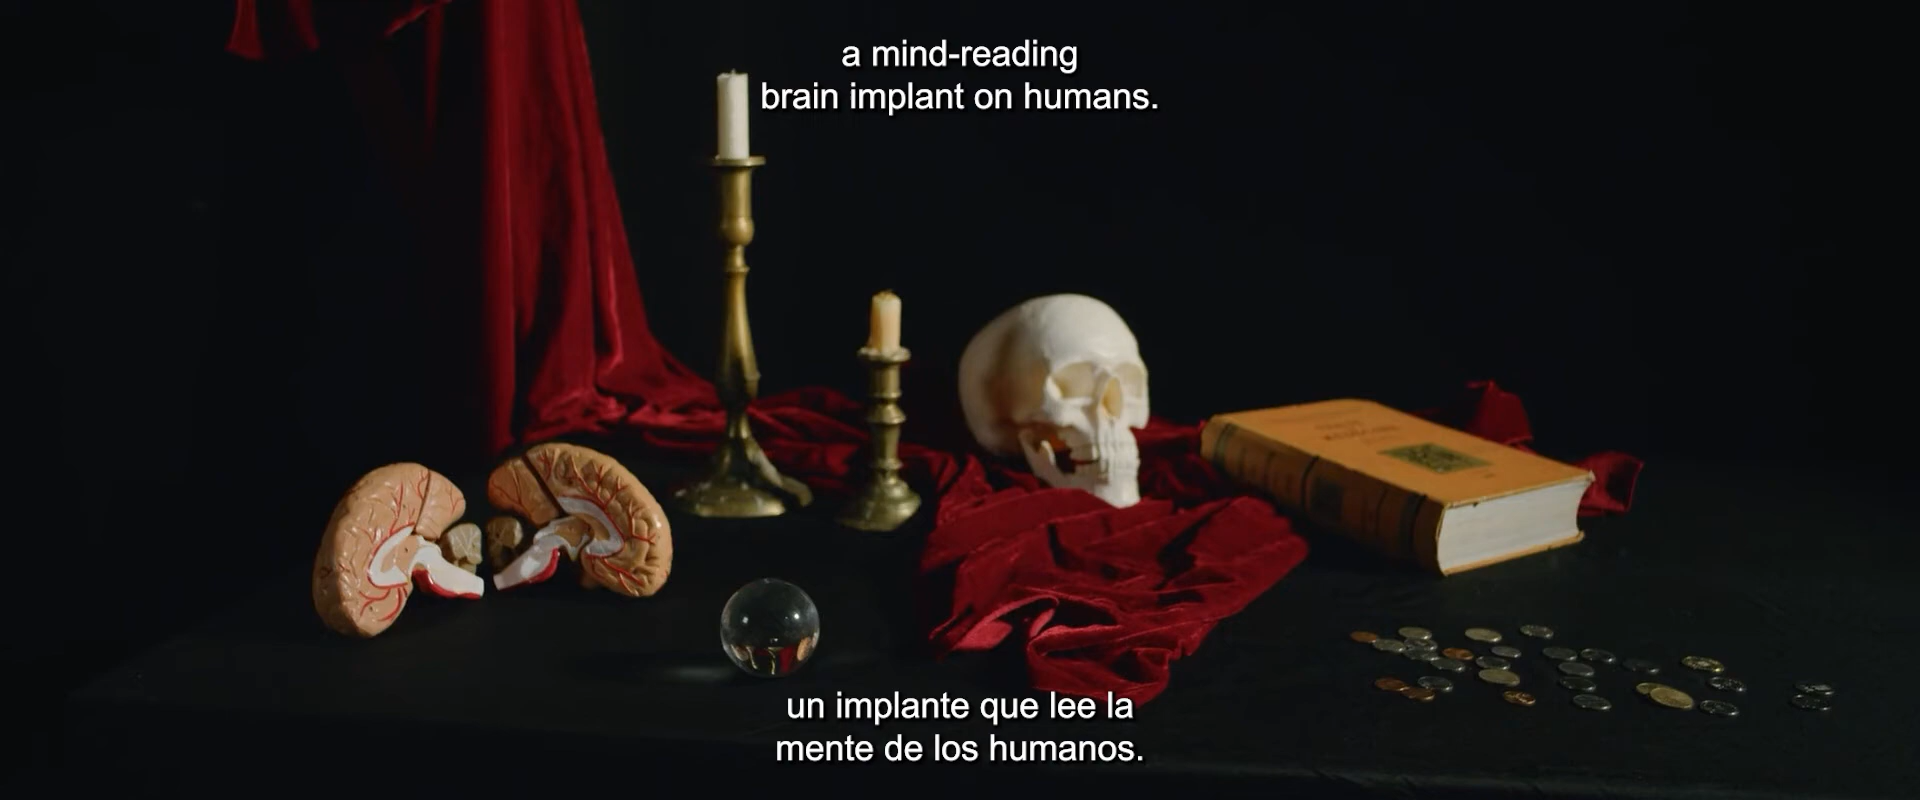 a mind-reading
brain implant on humans.
un implante que lee la
mente de los humanos.